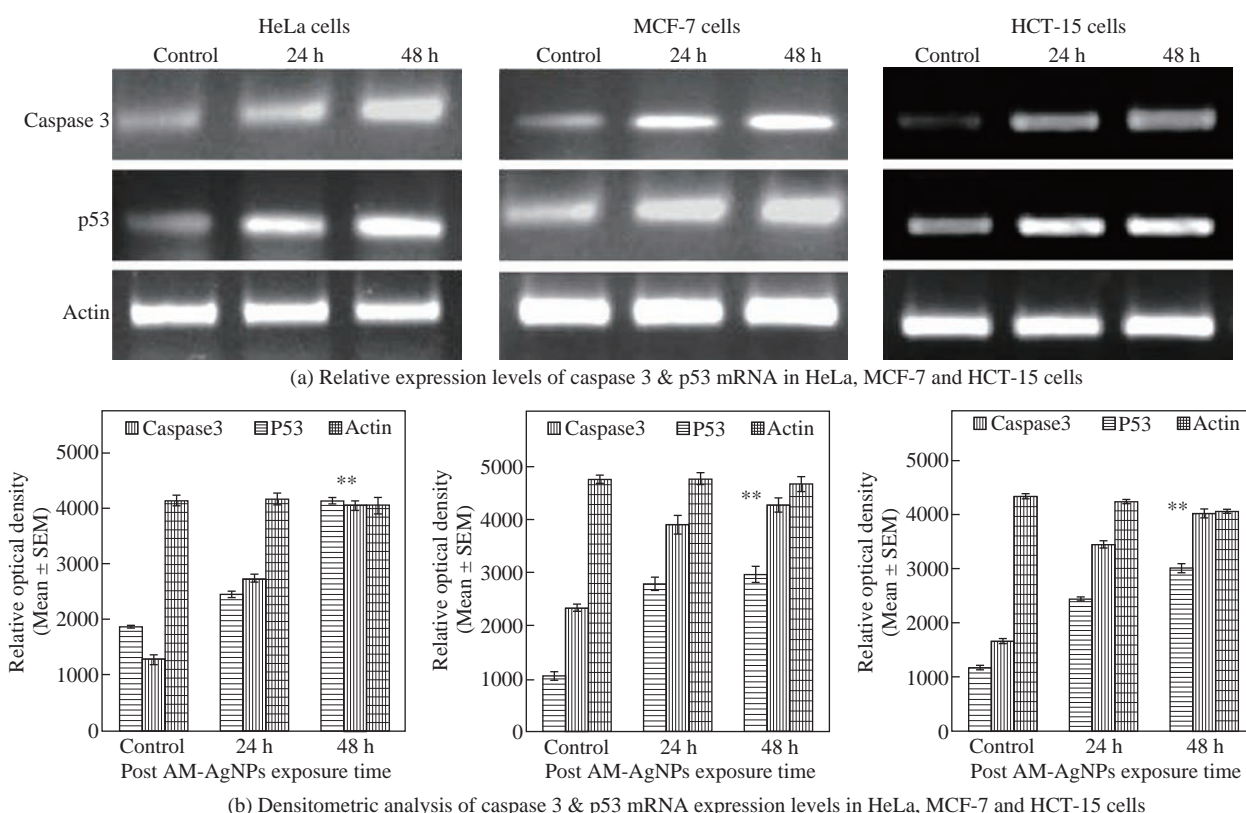 HeLa cells
Control 24 h 48 h
MCF-7 cells
Control 24 h 48 h
HCT-15 cells
Control 24 h 48 h
Caspase 3
p53
Actin
(a) Relative expression levels of caspase 3 & p53 mRNA in HeLa, MCF-7 and HCT-15 cells
Relative optical density
(Mean ± SEM)
5000
4000
3000
2000
1000
0
Caspase3 P53 Actin
**
Control 24 h 48 h
Post AM-AgNPs exposure time
Relative optical density
(Mean ± SEM)
5000
4000
3000
2000
1000
0
Caspase3 P53 Actin
**
Control 24 h 48 h
Post AM-AgNPs exposure time
Relative optical density
(Mean ± SEM)
5000
4000
3000
2000
1000
0
Caspase3 P53 Actin
**
Control 24 h 48 h
Post AM-AgNPs exposure time
(b) Densitometric analysis of caspase 3 & p53 mRNA expression levels in HeLa, MCF-7 and HCT-15 cells